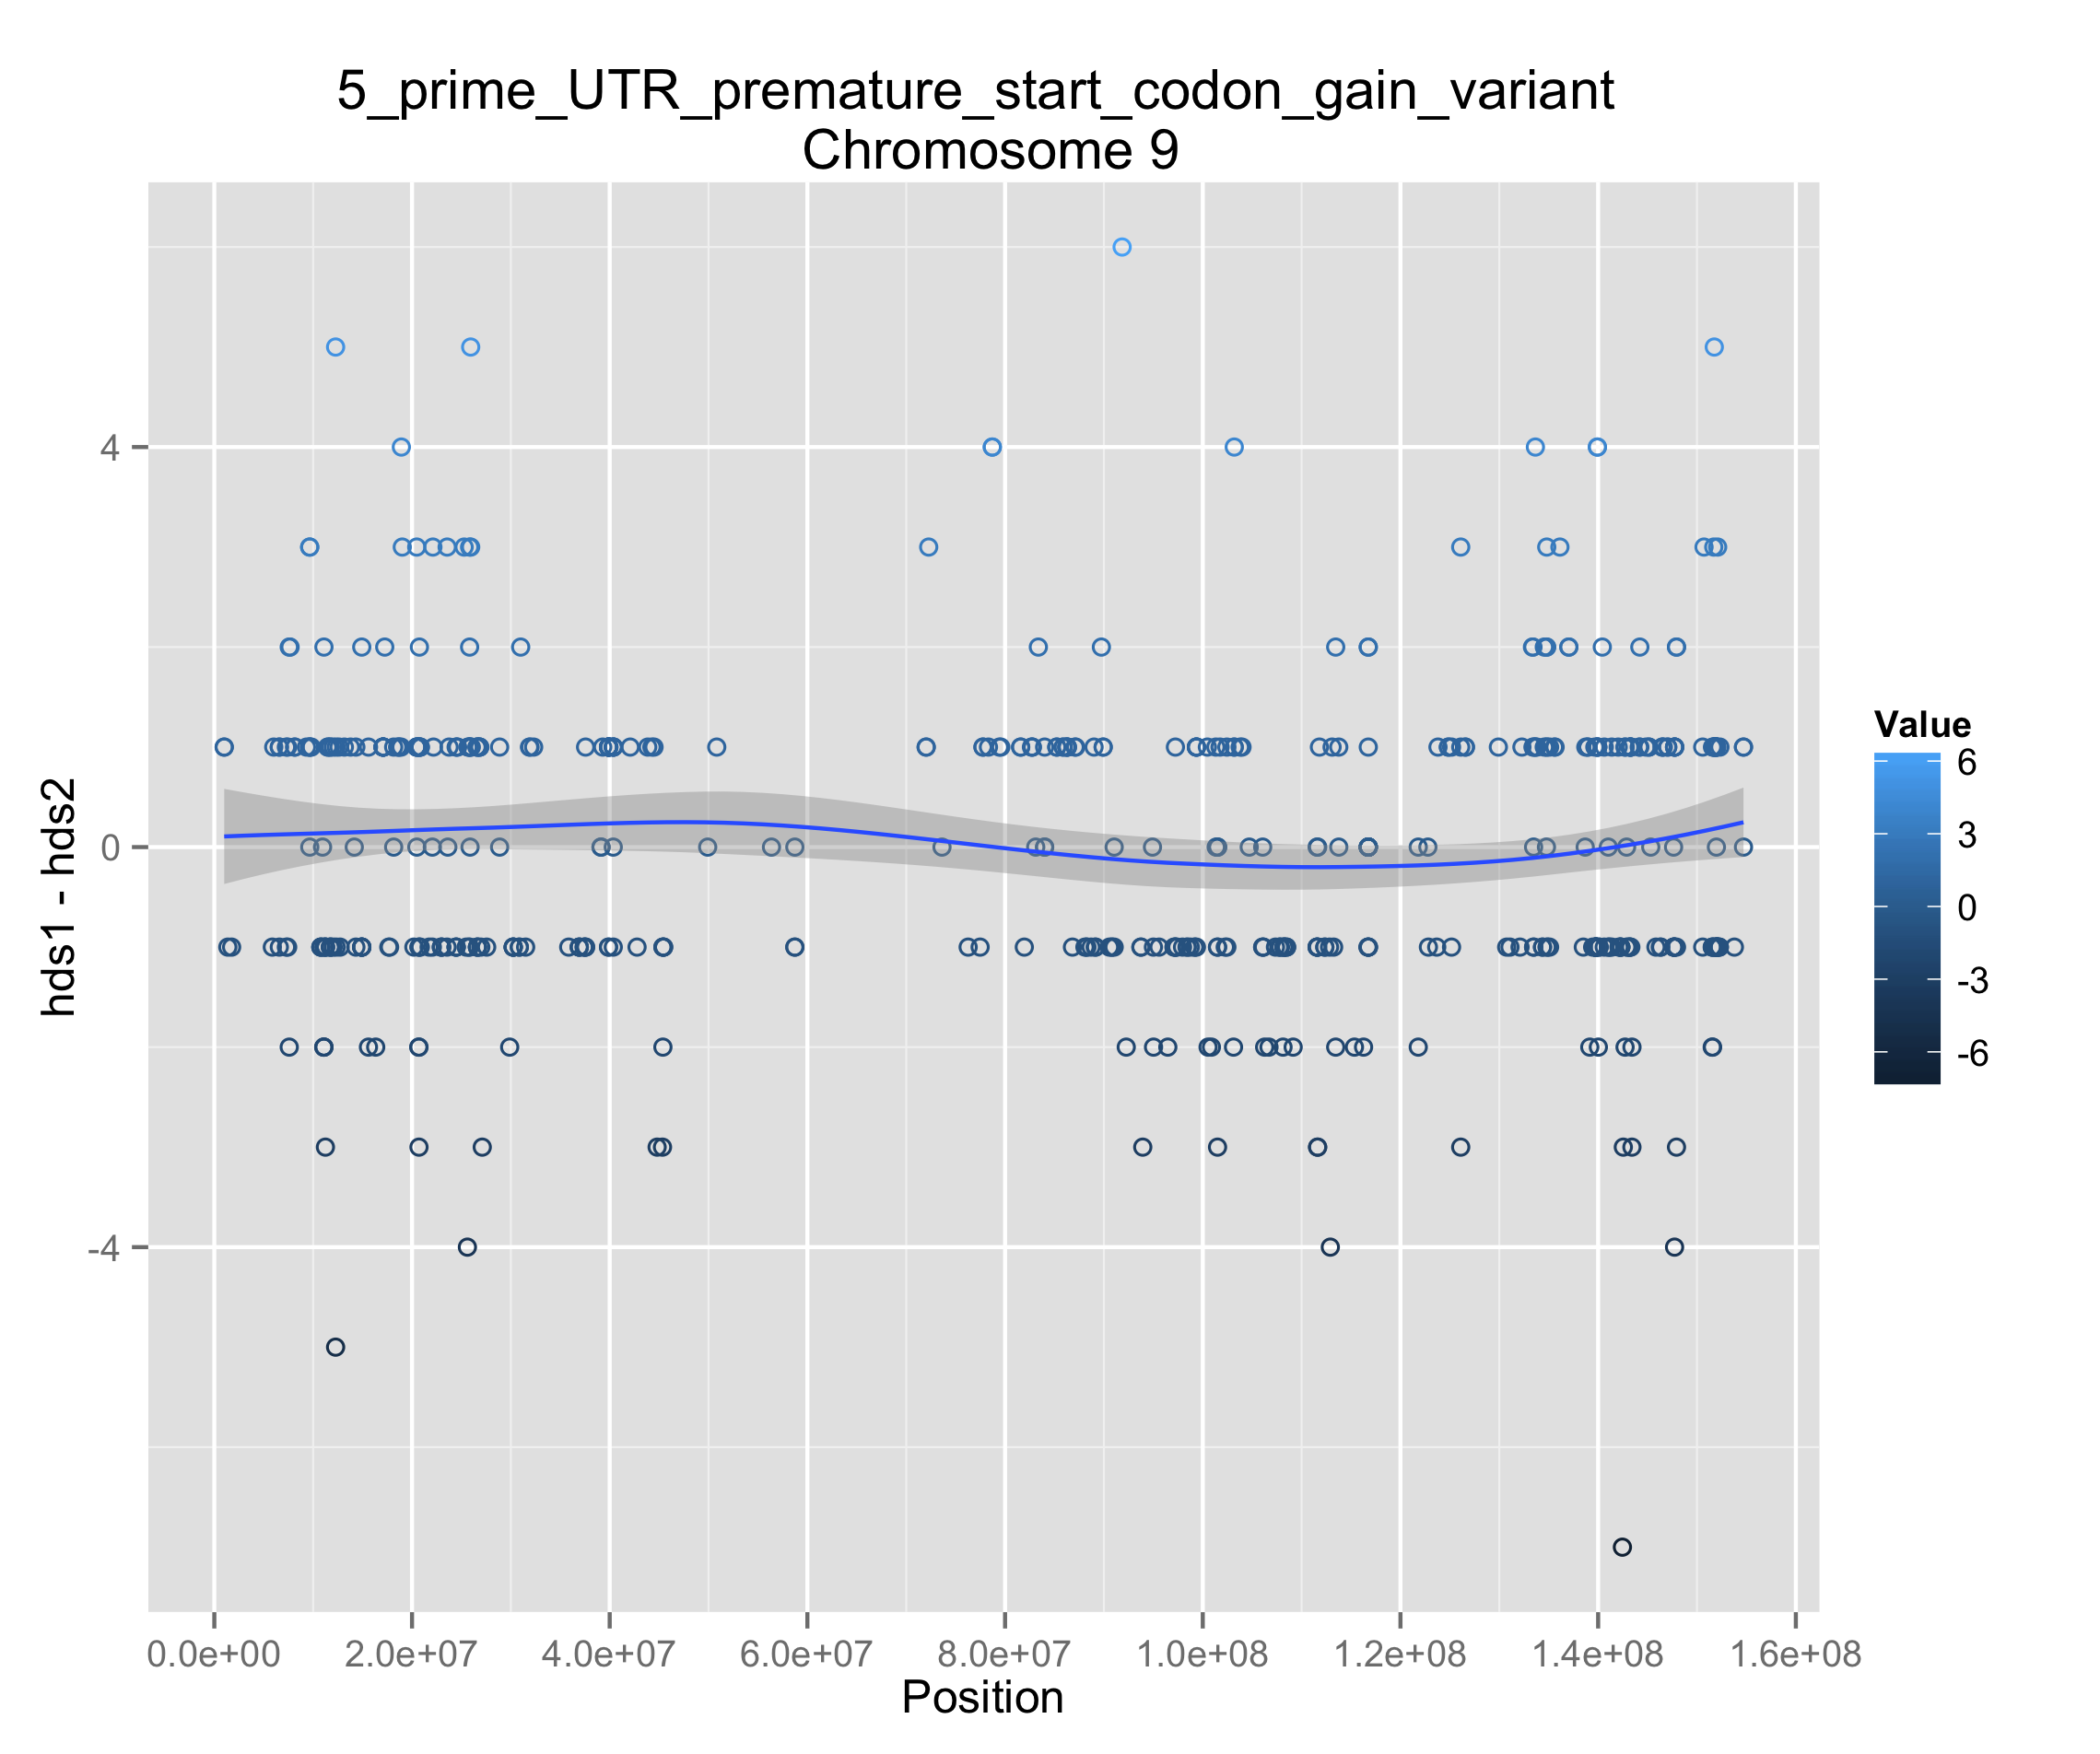 5_prime_UTR_premature_start_codon_gain_variant
Chromosome 9
hds1 - hds2
4
0
-4
0.0e+00 2.0e+07 4.0e+07 6.0e+07 8.0e+07 1.0e+08 1.2e+08 1.4e+08 1.6e+08
Position
Value
6
3
0
-3
-6